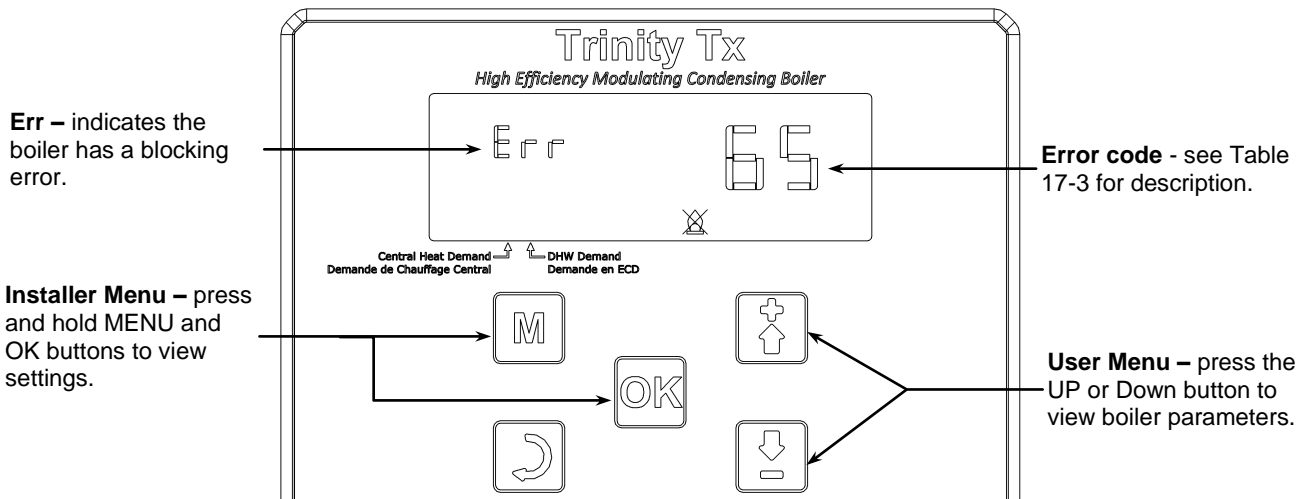 Trinity Tx
High Efficiency Modulating Condensing Boiler
Err – indicates the
boiler has a blocking
error.
Err
65
Error code - see Table
17-3 for description.
Central Heat Demand
Demande de Chauffage Central
DHW Demand
Demande en ECD
Installer Menu – press
and hold MENU and
OK buttons to view
settings.
M
OK
User Menu – press the
UP or Down button to
view boiler parameters.